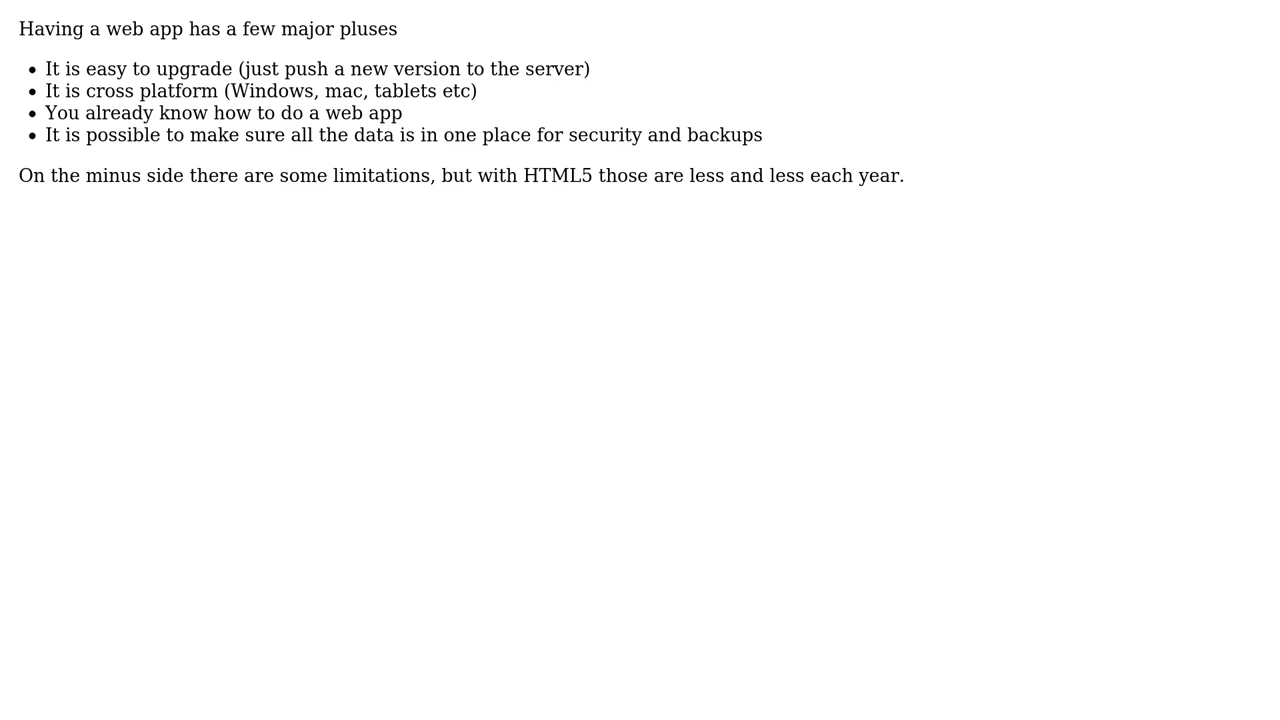 Having a web app has a few major pluses
• It is easy to upgrade (just push a new version to the server)
• It is cross platform (Windows, mac, tablets etc)
• You already know how to do a web app
• It is possible to make sure all the data is in one place for security and backups
On the minus side there are some limitations, but with HTML5 those are less and less each year.